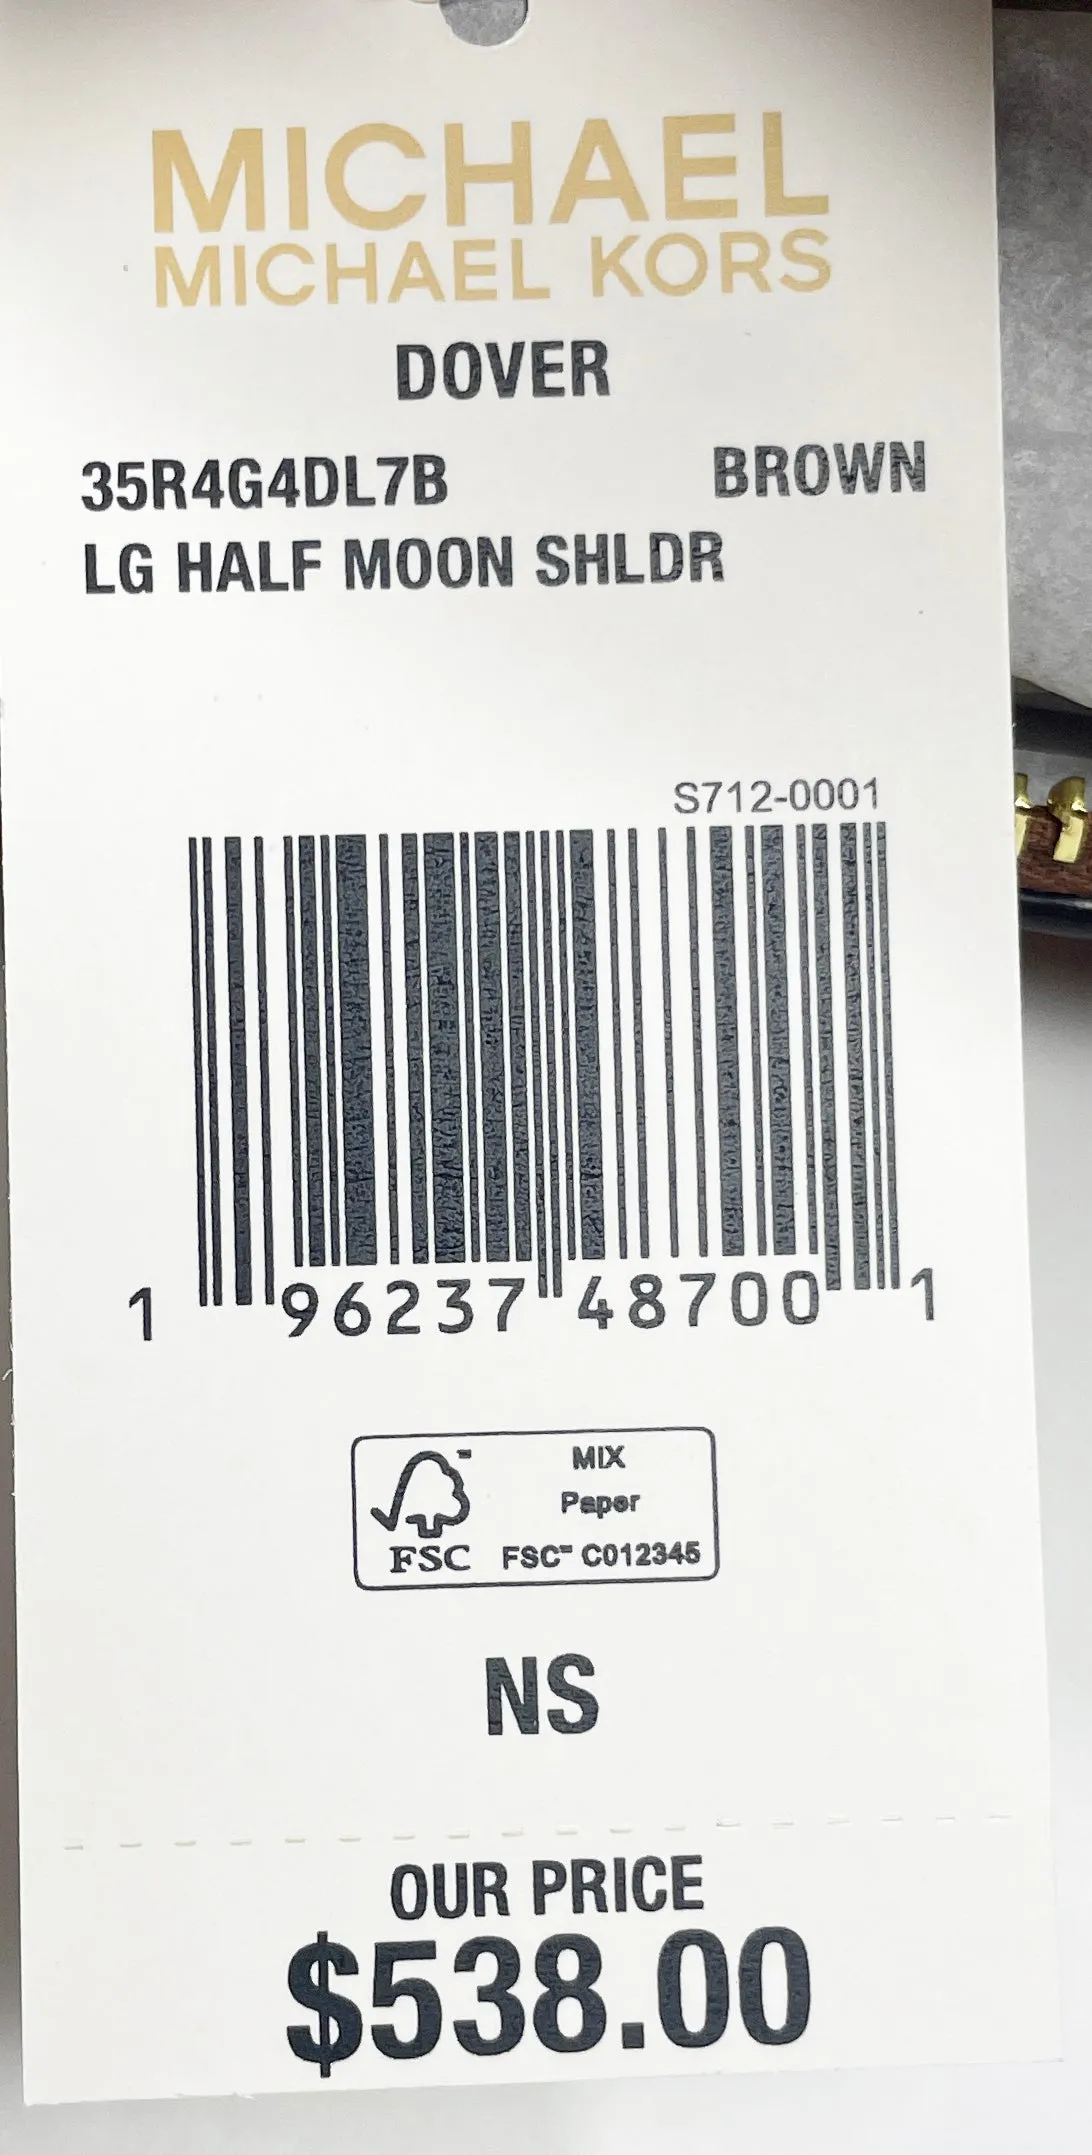 MICHAEL
MICHAEL KORS
DOVER
35R4G4DL7B BROWN
LG HALF MOON SHLDR
S712-0001
1 96237 48700 1
MIX
Paper
FSC FSC™ C012345
NS
OUR PRICE
$538.00